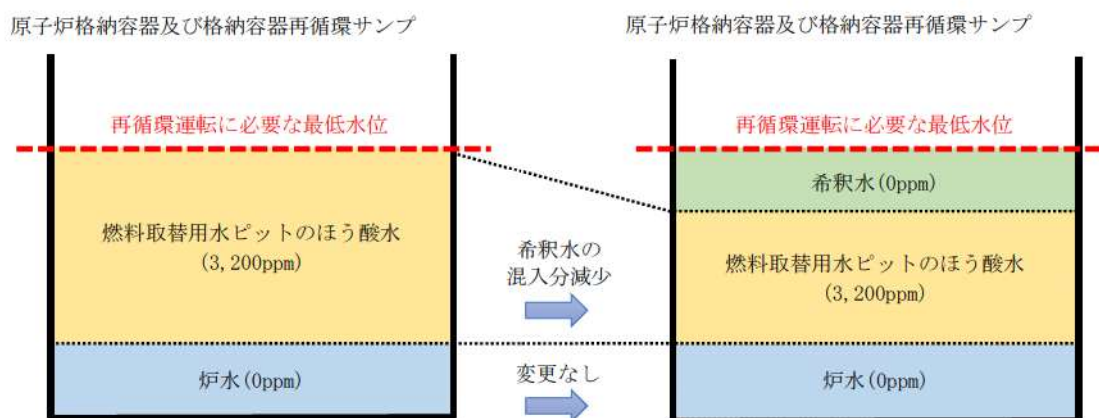 原子炉格納容器及び格納容器再循環サンプ
再循環運転に必要な最低水位
燃料取替用水ピットのほう酸水
(3,200ppm)
炉水(0ppm)
希釈水の
混入分減少
変更なし
原子炉格納容器及び格納容器再循環サンプ
再循環運転に必要な最低水位
希釈水(0ppm)
燃料取替用水ピットのほう酸水
(3,200ppm)
炉水(0ppm)